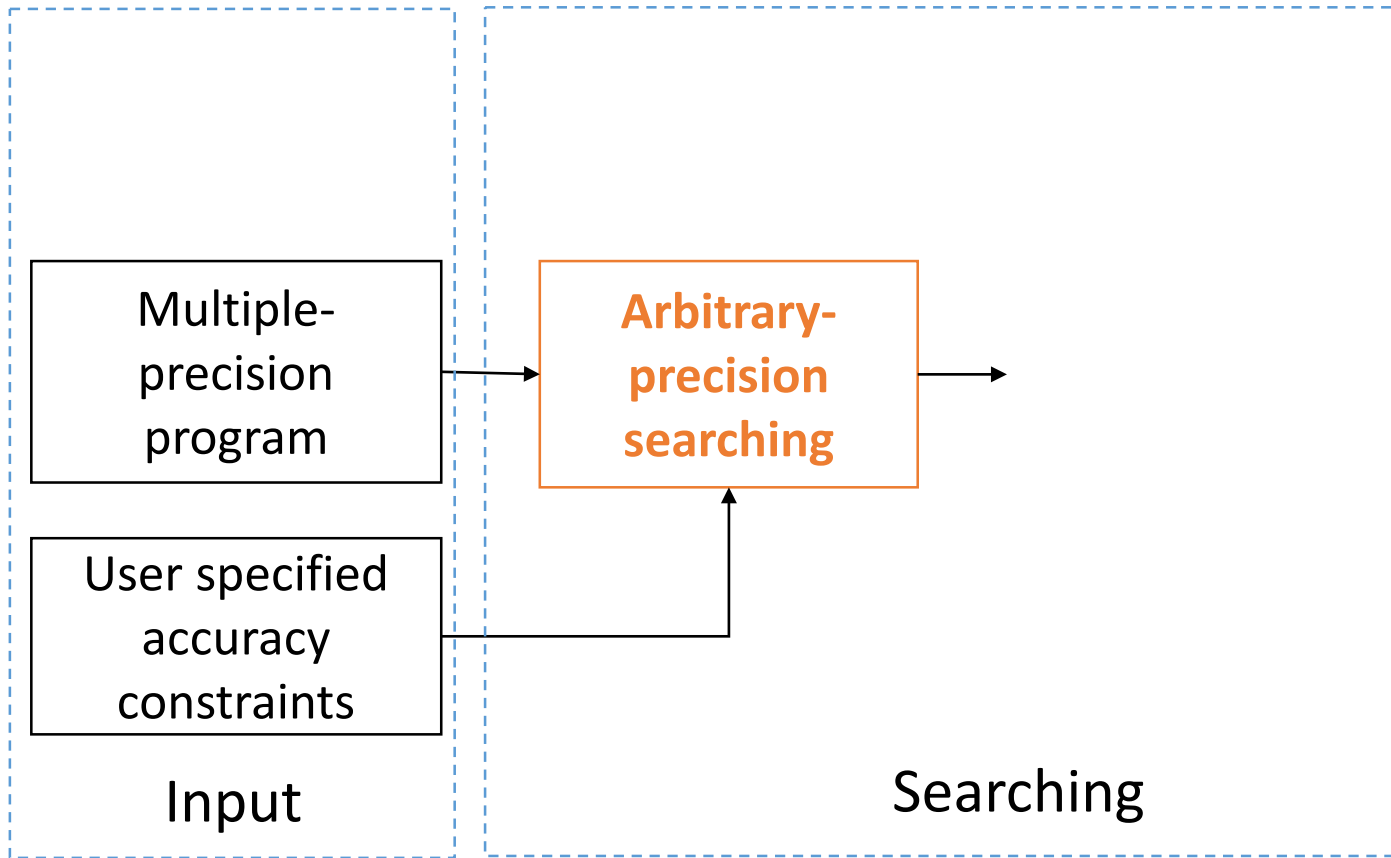 Multiple-
precision
program
User specified
accuracy
constraints
Input
Arbitrary-
precision
searching
Searching